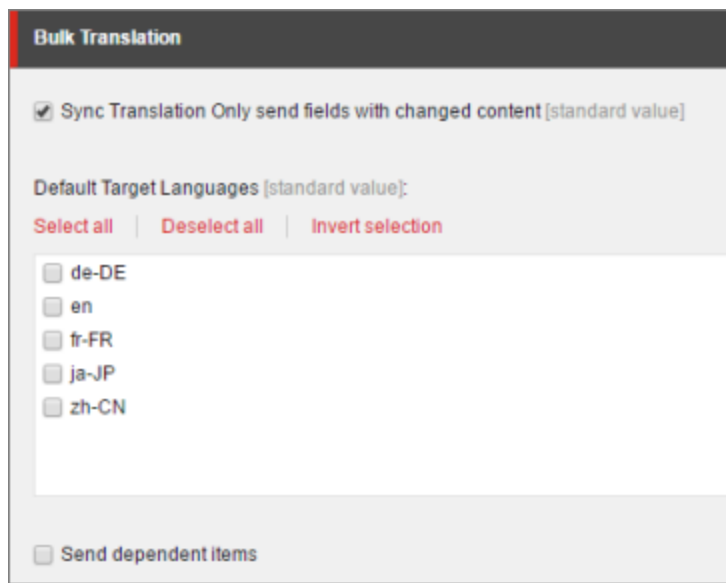 Bulk Translation
Sync Translation Only send fields with changed content [standard value]
Default Target Languages [standard value]:
Select all | Deselect all | Invert selection
de-DE
en
fr-FR
ja-JP
zh-CN
Send dependent items